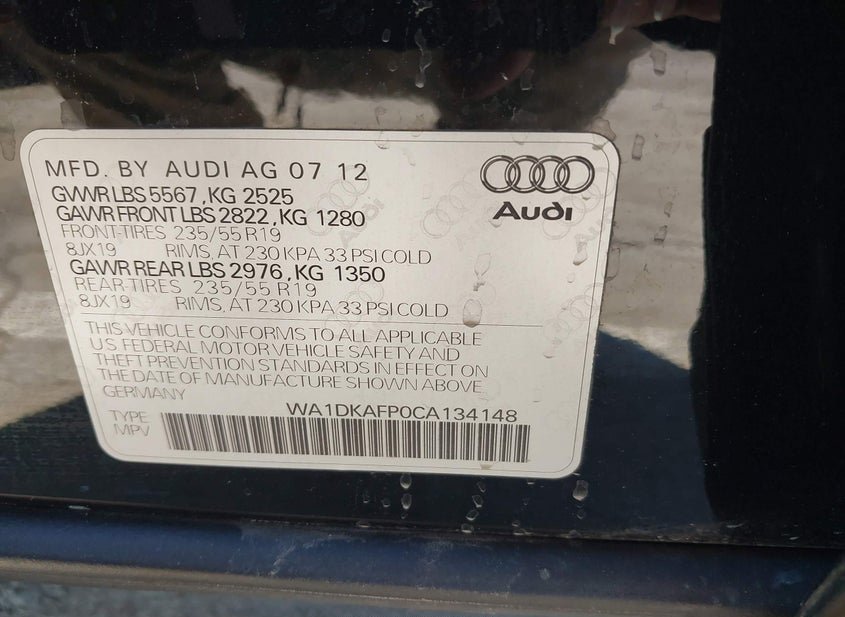 MFD. BY AUDI AG 07 12
GVWR LBS 5567, KG 2525
GAWR FRONT LBS 2822, KG 1280
FRONT-TIRES 235/55 R19
8JX19 RIMS, AT 230 KPA 33 PSI COLD
GAWR REAR LBS 2976, KG 1350
REAR-TIRES 235/55 R19
8JX19 RIMS, AT 230 KPA 33 PSI COLD
Audi
THIS VEHICLE CONFORMS TO ALL APPLICABLE
U.S. FEDERAL MOTOR VEHICLE SAFETY AND
THEFT PREVENTION STANDARDS IN EFFECT ON
THE DATE OF MANUFACTURE SHOWN ABOVE.
GERMANY
WA1DKAFP0CA134148
TYPE
MPV